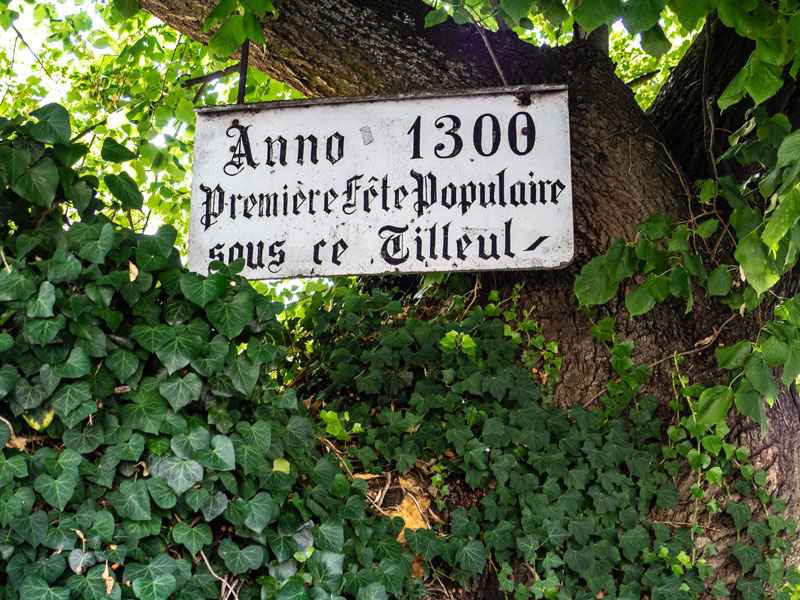 Anno 1300
Première Fête Populaire
sous ce Tilleul -